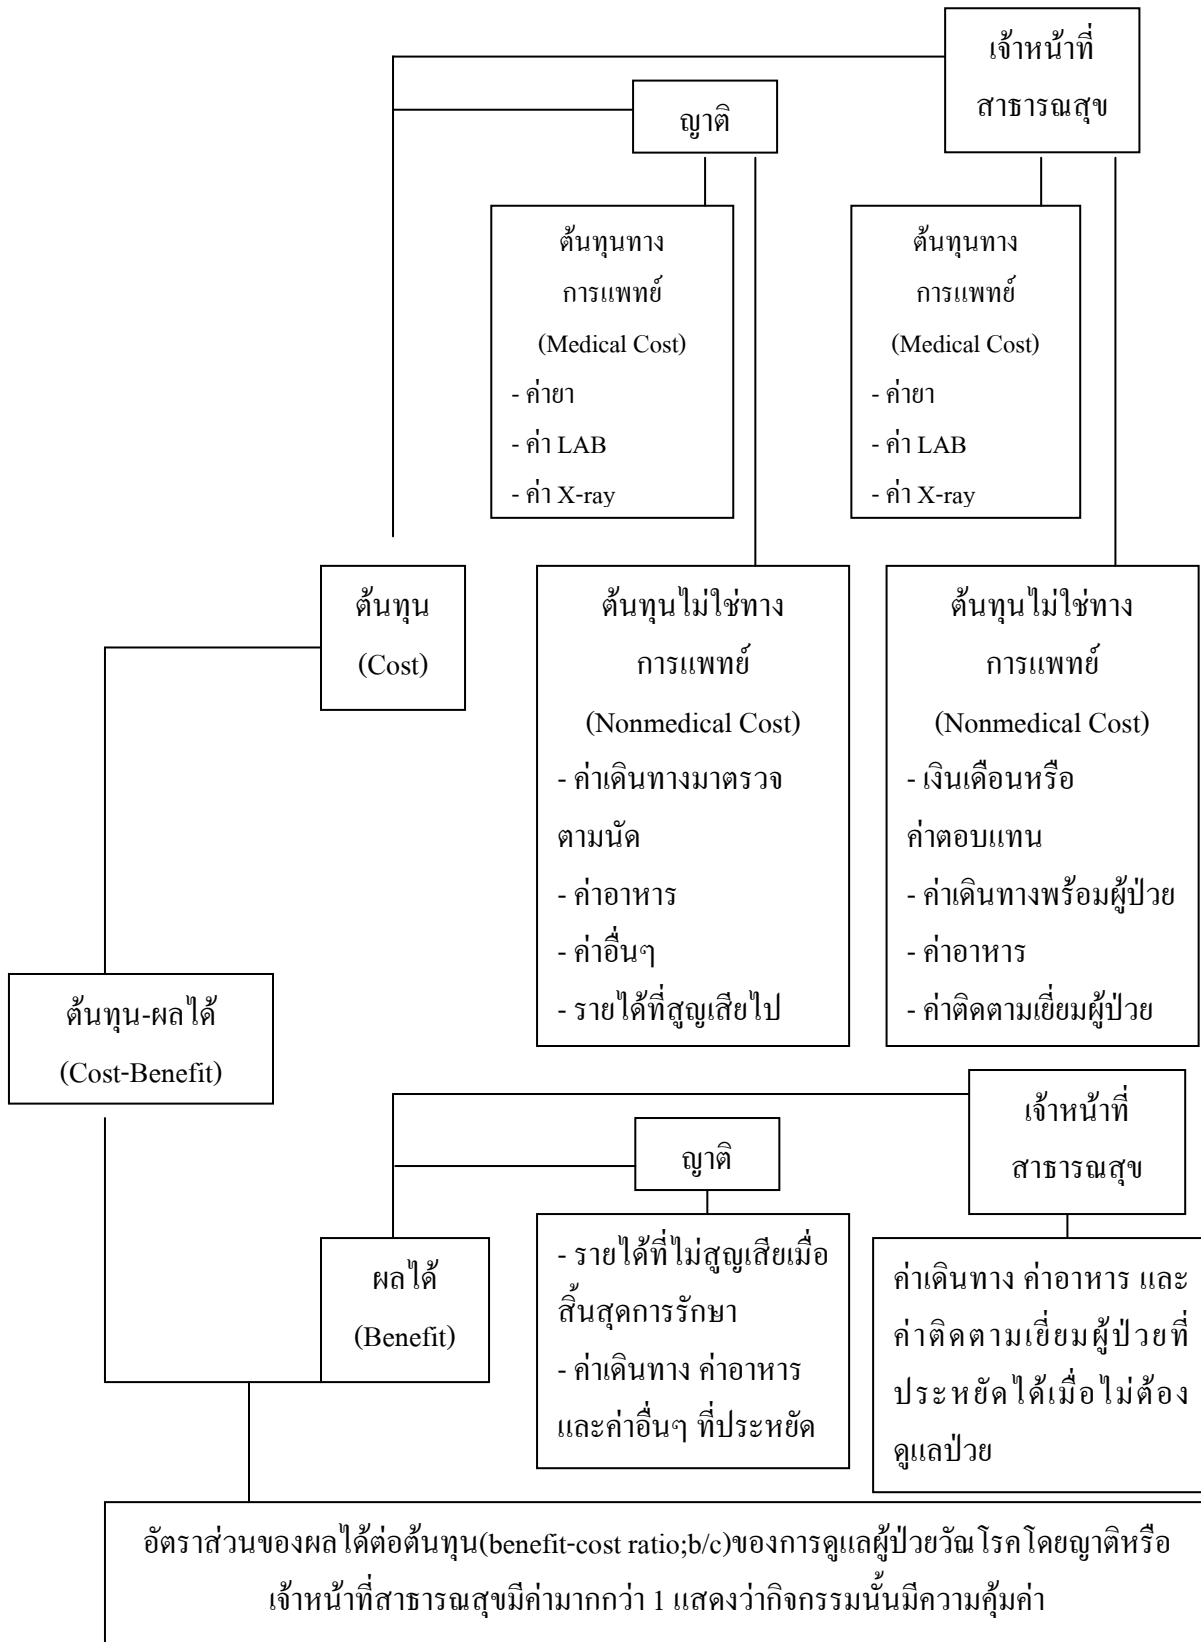 เจ้าหน้าที่
สาธารณสุข
ญาติ
ต้นทุนทาง
การแพทย์
(Medical Cost)
- ค่ายา
- ค่า LAB
- ค่า X-ray
ต้นทุนทาง
การแพทย์
(Medical Cost)
- ค่ายา
- ค่า LAB
- ค่า X-ray
ต้นทุน
(Cost)
ต้นทุนไม่ใช่ทาง
การแพทย์
(Nonmedical Cost)
- ค่าเดินทางมาตรวจ
ตามนัด
- ค่าอาหาร
- ค่าอื่นๆ
- รายได้ที่สูญเสียไป
ต้นทุนไม่ใช่ทาง
การแพทย์
(Nonmedical Cost)
- เงินเดือนหรือ
ค่าตอบแทน
- ค่าเดินทางพร้อมผู้ป่วย
- ค่าอาหาร
- ค่าติดตามเยี่ยมผู้ป่วย
ต้นทุน-ผลได้
(Cost-Benefit)
เจ้าหน้าที่
สาธารณสุข
ญาติ
ผลได้
(Benefit)
- รายได้ที่ไม่สูญเสียเมื่อ
สิ้นสุดการรักษา
- ค่าเดินทาง ค่าอาหาร
และค่าอื่นๆ ที่ประหยัด
ค่าเดินทาง ค่าอาหาร และ
ค่าติดตามเยี่ยมผู้ป่วยที่
ประหยัดได้เมื่อไม่ต้อง
ดูแลป่วย
อัตราส่วนของผลได้ต่อต้นทุน(benefit-cost ratio;b/c)ของการดูแลผู้ป่วยวัณโรคโดยญาติหรือ
เจ้าหน้าที่สาธารณสุขมีค่ามากกว่า 1 แสดงว่ากิจกรรมนั้นมีความคุ้มค่า